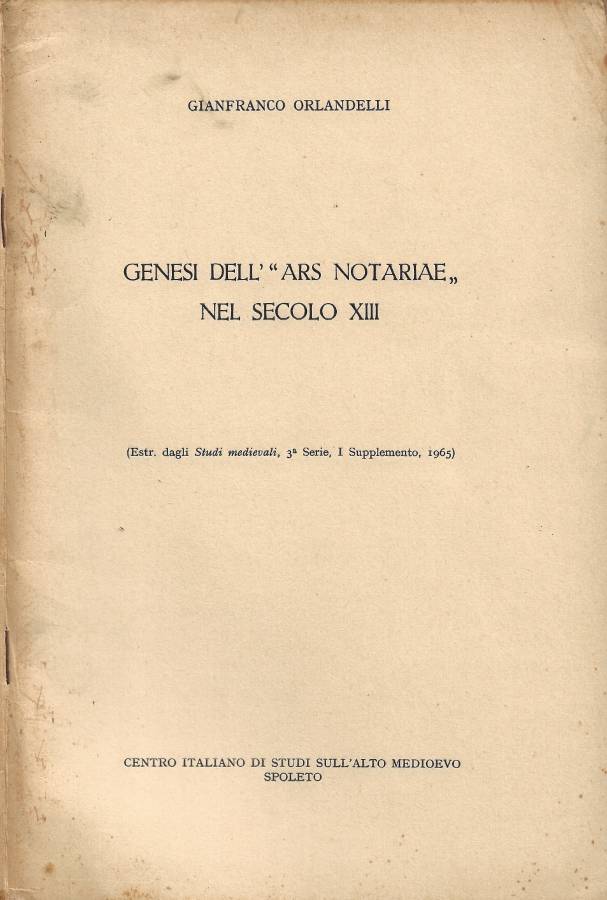 GIANFRANCO ORLANDELLI
GENESI DELL' “ARS NOTARIAE„
NEL SECOLO XIII
(Estr. dagli Studi medievali, 3ª Serie, I Supplemento, 1965)
CENTRO ITALIANO DI STUDI SULL'ALTO MEDIOEVO
SPOLETO